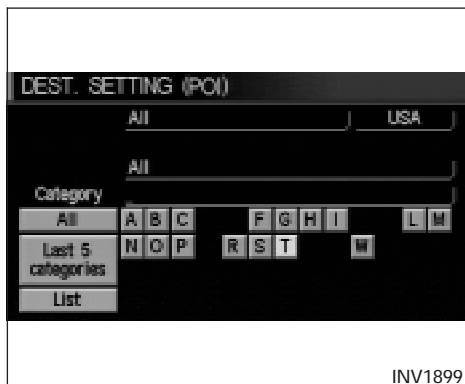 DEST. SETTING (POI)
All USA
All
Category
All A B C F G H I L M
Last 5 categories N O P R S T W
List
INV1899